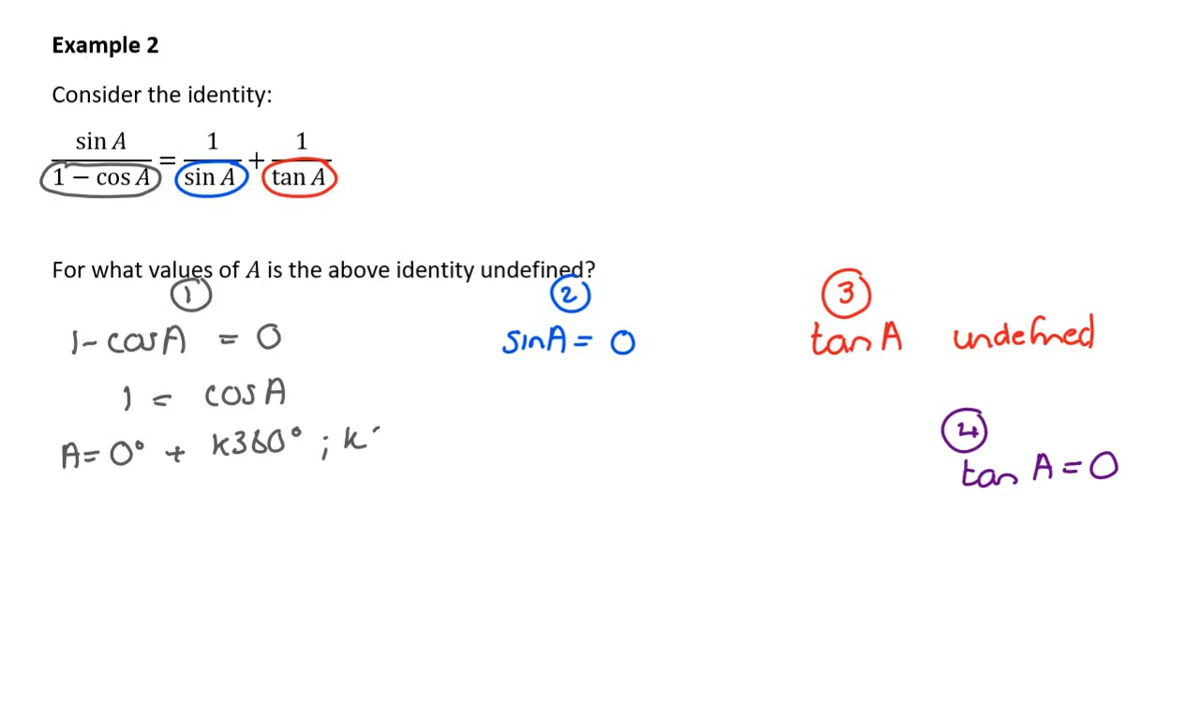 Example 2
Consider the identity:
sin A / 1 − cos A = 1 / sin A + 1 / tan A
For what values of A is the above identity undefined?
① ② ③
1 - cos A = 0
sin A = 0
tan A undefined
1 = cos A
④
A = 0° + k360° ; k
tan A = 0